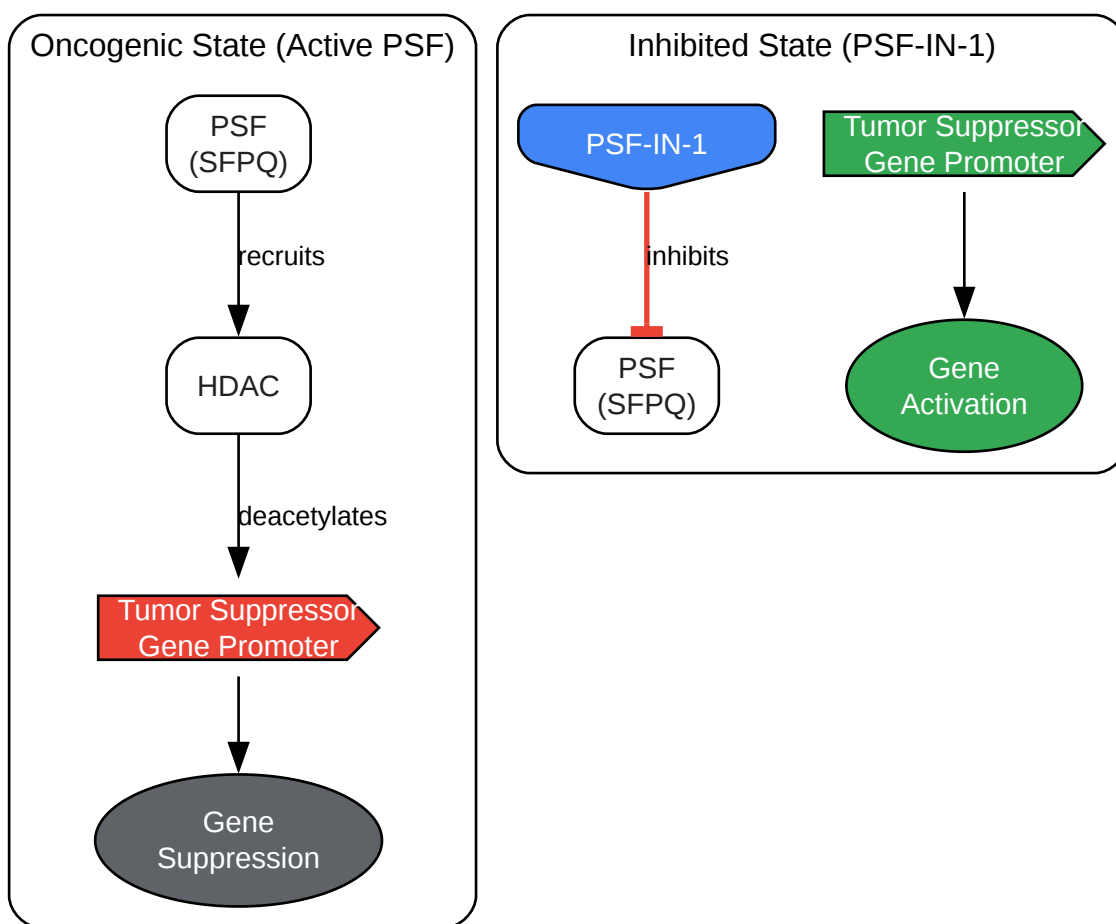 Oncogenic State (Active PSF)
PSF
(SFPQ)
recruits
HDAC
deacetylates
Tumor Suppressor
Gene Promoter
Gene
Suppression
Inhibited State (PSF-IN-1)
PSF-IN-1
inhibits
PSF
(SFPQ)
Tumor Suppressor
Gene Promoter
Gene
Activation